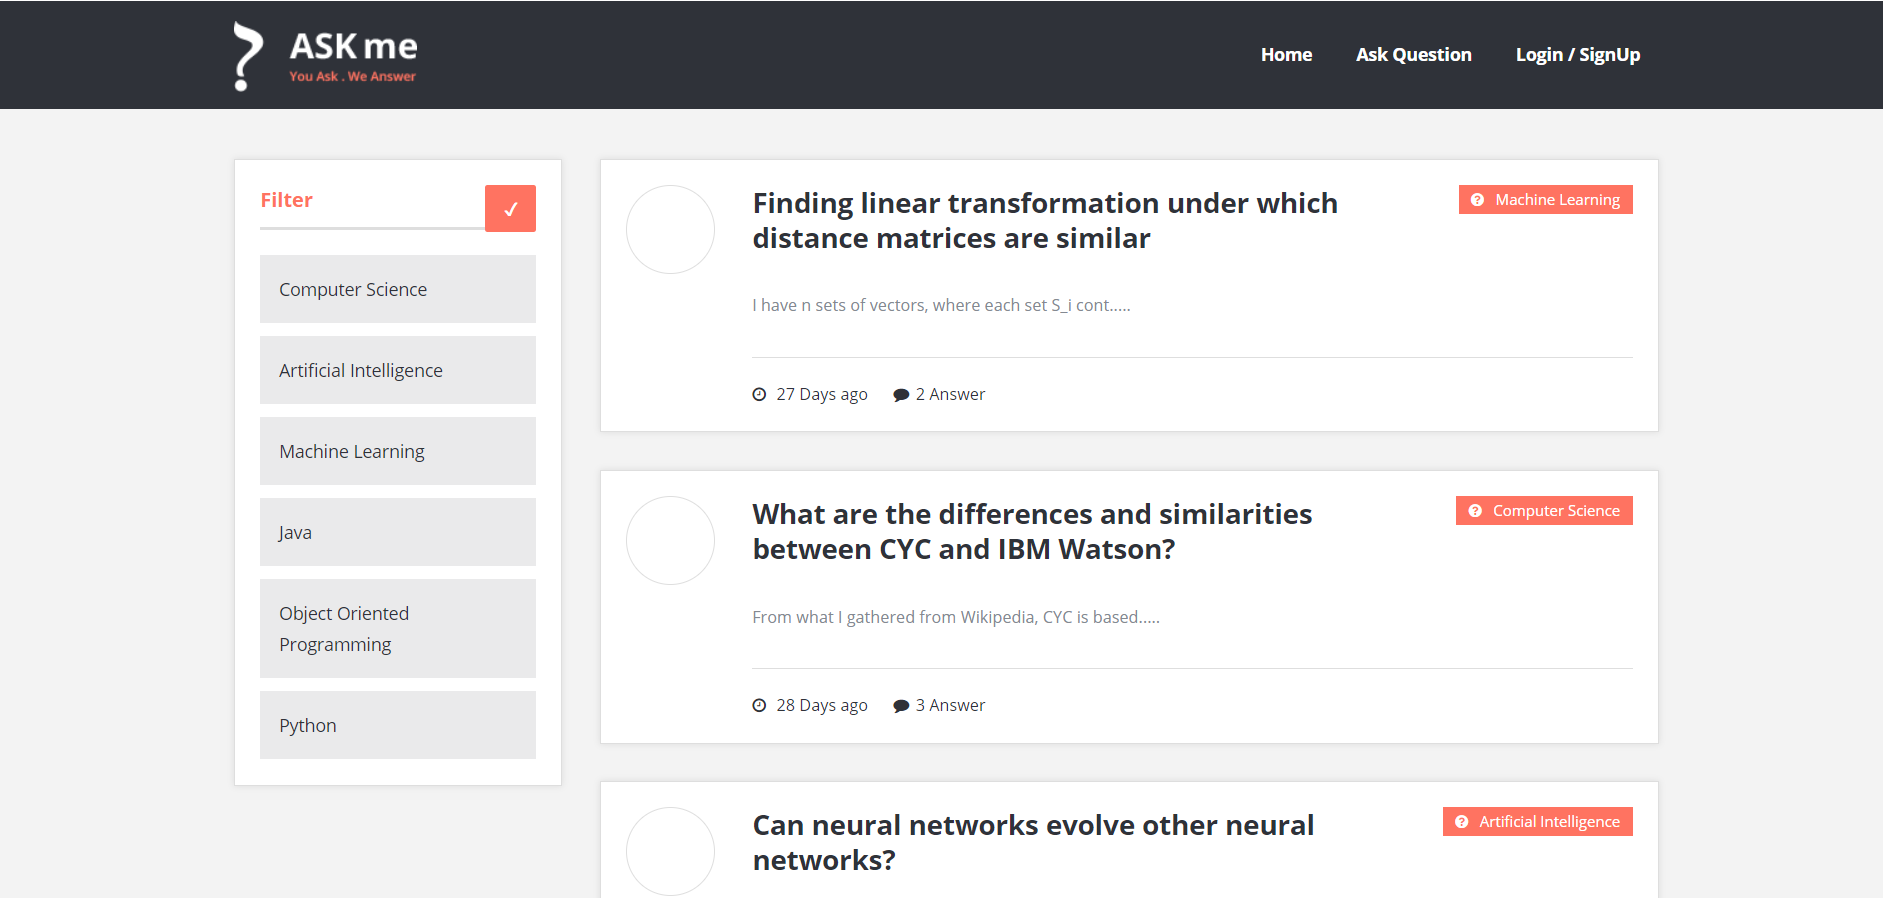 ASK me
You Ask . We Answer
Home
Ask Question
Login / SignUp
Filter
Computer Science
Artificial Intelligence
Machine Learning
Java
Object Oriented
Programming
Python
Finding linear transformation under which
distance matrices are similar
Machine Learning
I have n sets of vectors, where each set S_i cont.....
27 Days ago
2 Answer
What are the differences and similarities
between CYC and IBM Watson?
Computer Science
From what I gathered from Wikipedia, CYC is based.....
28 Days ago
3 Answer
Can neural networks evolve other neural
networks?
Artificial Intelligence